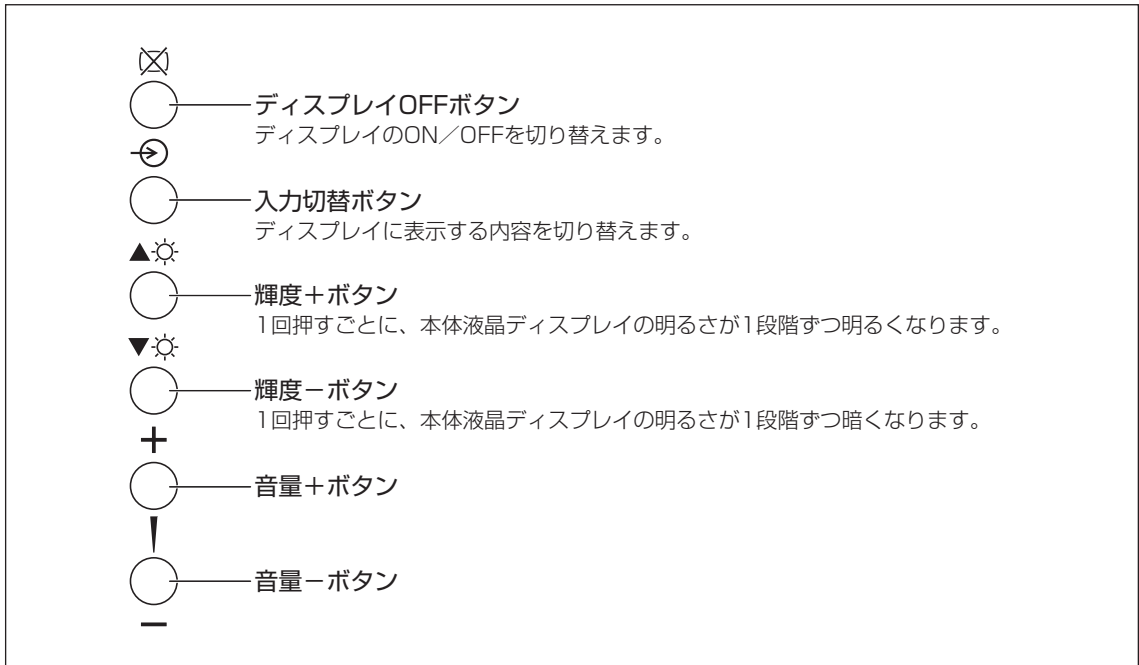 ディスプレイOFFボタン
ディスプレイのON／OFFを切り替えます。
入力切替ボタン
ディスプレイに表示する内容を切り替えます。
▲
輝度＋ボタン
1回押すごとに、本体液晶ディスプレイの明るさが1段階ずつ明るくなります。
▼
輝度－ボタン
1回押すごとに、本体液晶ディスプレイの明るさが1段階ずつ暗くなります。
＋
音量＋ボタン
音量－ボタン
－